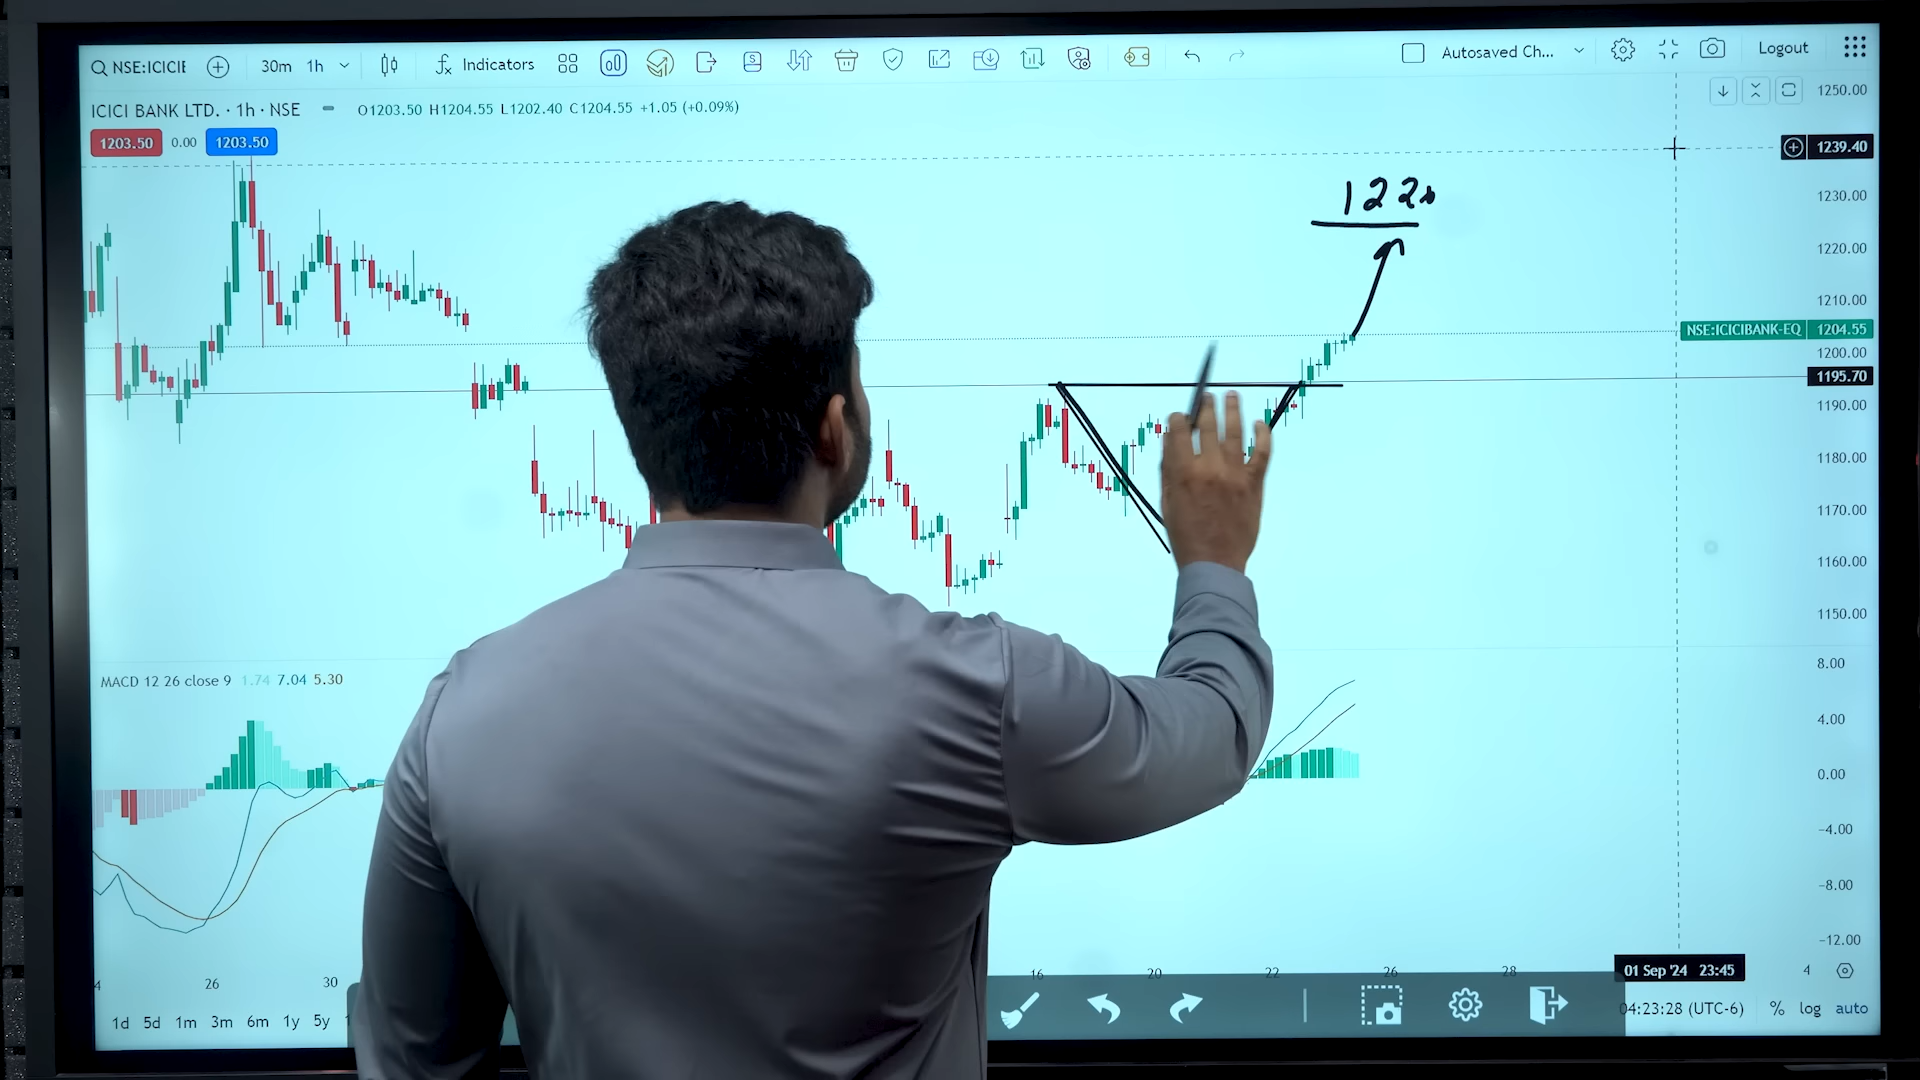 NSE:ICICIE 30m 1h Indicators Autosaved Ch... Logout
ICICI BANK LTD. · 1h · NSE O1203.50 H1204.55 L1202.40 C1204.55 +1.05 (+0.09%)
1203.50 0.00 1203.50
1250.00
1239.40
1230.00
1220.00
1210.00
NSE:ICICIBANK-EQ 1204.55
1200.00
1195.70
1190.00
1180.00
1170.00
1160.00
1150.00
MACD 12 26 close 9 1.74 7.04 5.30
8.00
4.00
0.00
−4.00
−8.00
−12.00
4 26 30 16 20 22 26 28 01 Sep '24 23:45 4
1d 5d 1m 3m 6m 1y 5y 04:23:28 (UTC-6) % log auto